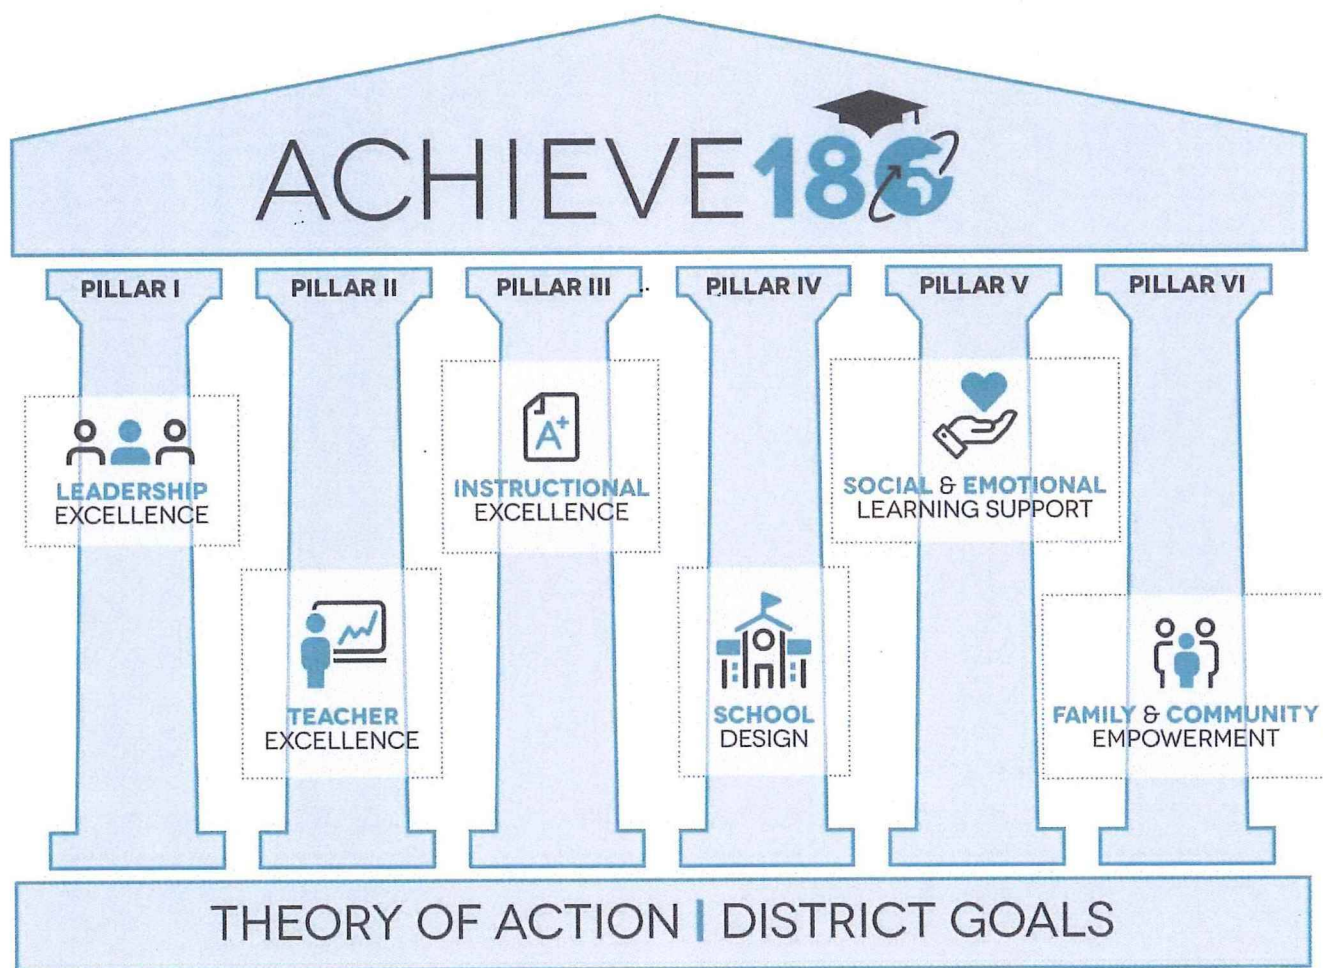 ACHIEVE180
PILLAR I
PILLAR II
PILLAR III
PILLAR IV
PILLAR V
PILLAR VI
LEADERSHIP
EXCELLENCE
TEACHER
EXCELLENCE
A+
INSTRUCTIONAL
EXCELLENCE
SCHOOL
DESIGN
SOCIAL & EMOTIONAL
LEARNING SUPPORT
FAMILY & COMMUNITY
EMPOWERMENT
THEORY OF ACTION | DISTRICT GOALS